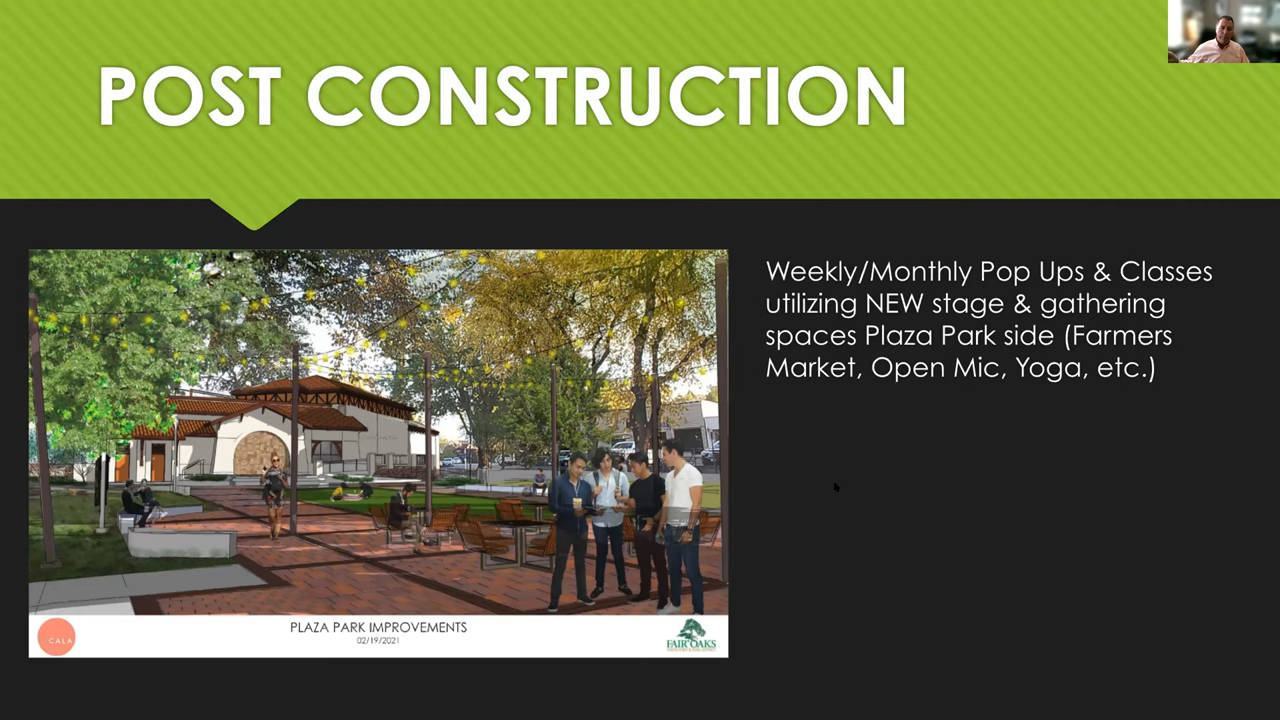 POST CONSTRUCTION
Weekly/Monthly Pop Ups & Classes
utilizing NEW stage & gathering
spaces Plaza Park side (Farmers
Market, Open Mic, Yoga, etc.)
PLAZA PARK IMPROVEMENTS
02/19/2021
CALA
FAIR OAKS